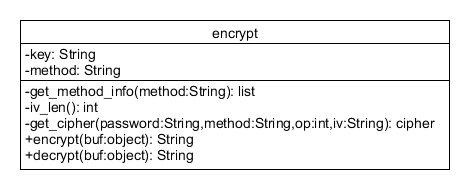 encrypt
-key: String
-method: String
-get_method_info(method:String): list
-iv_len(): int
-get_cipher(password:String,method:String,op:int,iv:String): cipher
+encrypt(buf:object): String
+decrypt(buf:object): String